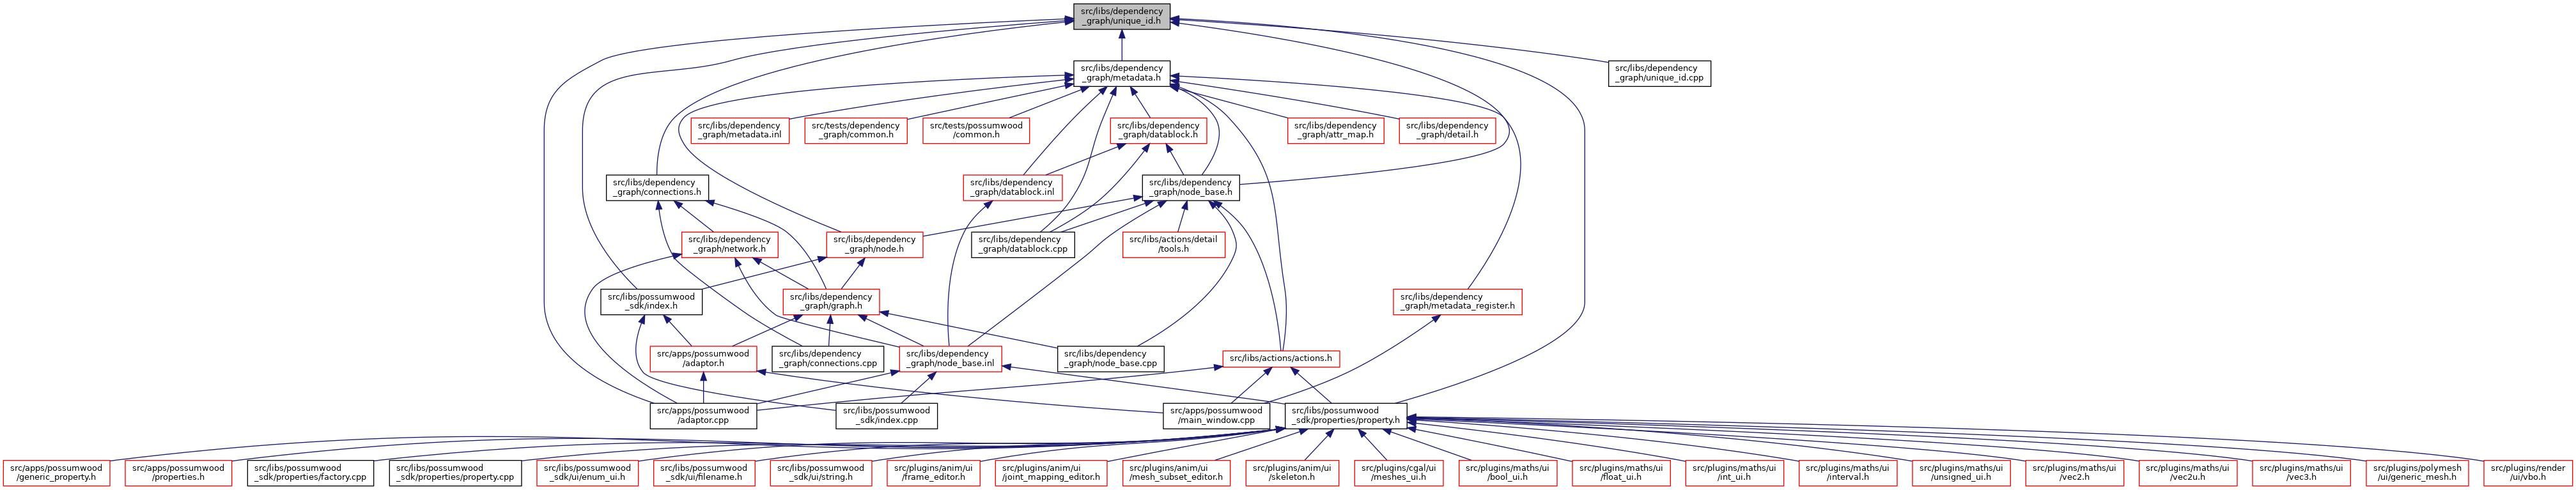 src/libs/dependency
_graph/unique_id.h
src/libs/dependency
_graph/metadata.h
src/libs/dependency
_graph/unique_id.cpp
src/libs/dependency
_graph/metadata.inl
src/tests/dependency
_graph/common.h
src/tests/possumwood
/common.h
src/libs/dependency
_graph/datablock.h
src/libs/dependency
_graph/attr_map.h
src/libs/dependency
_graph/detail.h
src/libs/dependency
_graph/connections.h
src/libs/dependency
_graph/datablock.inl
src/libs/dependency
_graph/node_base.h
src/libs/dependency
_graph/network.h
src/libs/dependency
_graph/node.h
src/libs/dependency
_graph/datablock.cpp
src/libs/actions/detail
/tools.h
src/libs/possumwood
_sdk/index.h
src/libs/dependency
_graph/graph.h
src/libs/dependency
_graph/metadata_register.h
src/apps/possumwood
/adaptor.h
src/libs/dependency
_graph/connections.cpp
src/libs/dependency
_graph/node_base.inl
src/libs/dependency
_graph/node_base.cpp
src/libs/actions/actions.h
src/apps/possumwood
/adaptor.cpp
src/libs/possumwood
_sdk/index.cpp
src/apps/possumwood
/main_window.cpp
src/libs/possumwood
_sdk/properties/property.h
src/apps/possumwood
/generic_property.h
src/apps/possumwood
/properties.h
src/libs/possumwood
_sdk/properties/factory.cpp
src/libs/possumwood
_sdk/properties/property.cpp
src/libs/possumwood
_sdk/ui/enum_ui.h
src/libs/possumwood
_sdk/ui/filename.h
src/libs/possumwood
_sdk/ui/string.h
src/plugins/anim/ui
/frame_editor.h
src/plugins/anim/ui
/joint_mapping_editor.h
src/plugins/anim/ui
/mesh_subset_editor.h
src/plugins/anim/ui
/skeleton.h
src/plugins/cgal/ui
/meshes_ui.h
src/plugins/maths/ui
/bool_ui.h
src/plugins/maths/ui
/float_ui.h
src/plugins/maths/ui
/int_ui.h
src/plugins/maths/ui
/interval.h
src/plugins/maths/ui
/unsigned_ui.h
src/plugins/maths/ui
/vec2.h
src/plugins/maths/ui
/vec2u.h
src/plugins/maths/ui
/vec3.h
src/plugins/polymesh
/ui/generic_mesh.h
src/plugins/render
/ui/vbo.h